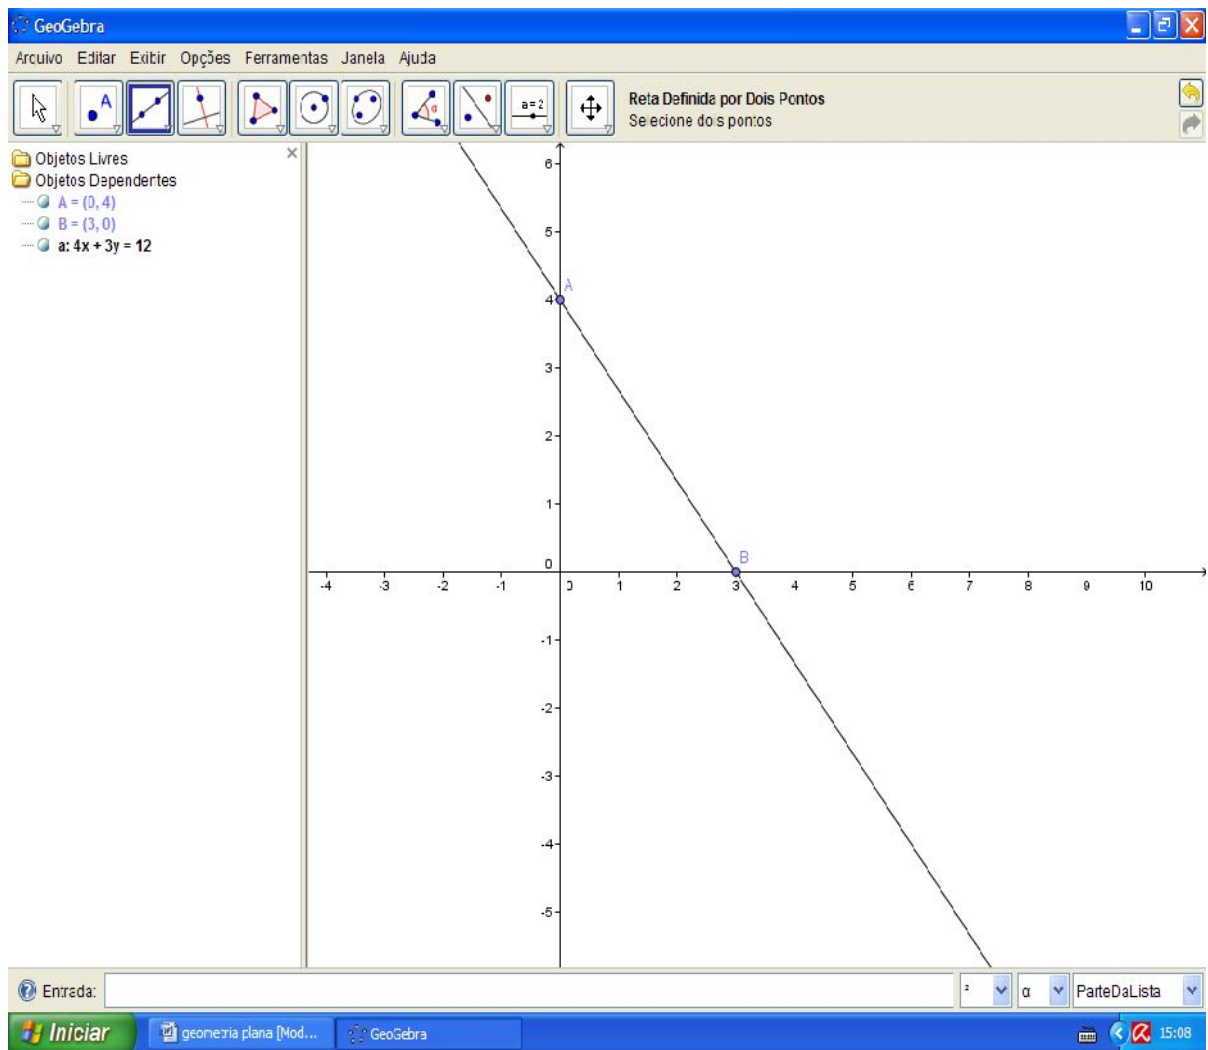 GeoGebra
Arquivo Editar Exibir Opções Ferramentas Janela Ajuda
A
α
a=2
Reta Definida por Dois Pontos
Selecione dois pontos
Objetos Livres
Objetos Dependentes
A = (0, 4)
B = (3, 0)
a: 4x + 3y = 12
6
5
A
4
3
2
1
0
B
-4 -3 -2 -1 0 1 2 3 4 5 6 7 8 9 10
-1
-2
-3
-4
-5
Entrada:
² α ParteDaLista
Iniciar geometria plana [Mod... GeoGebra 15:08